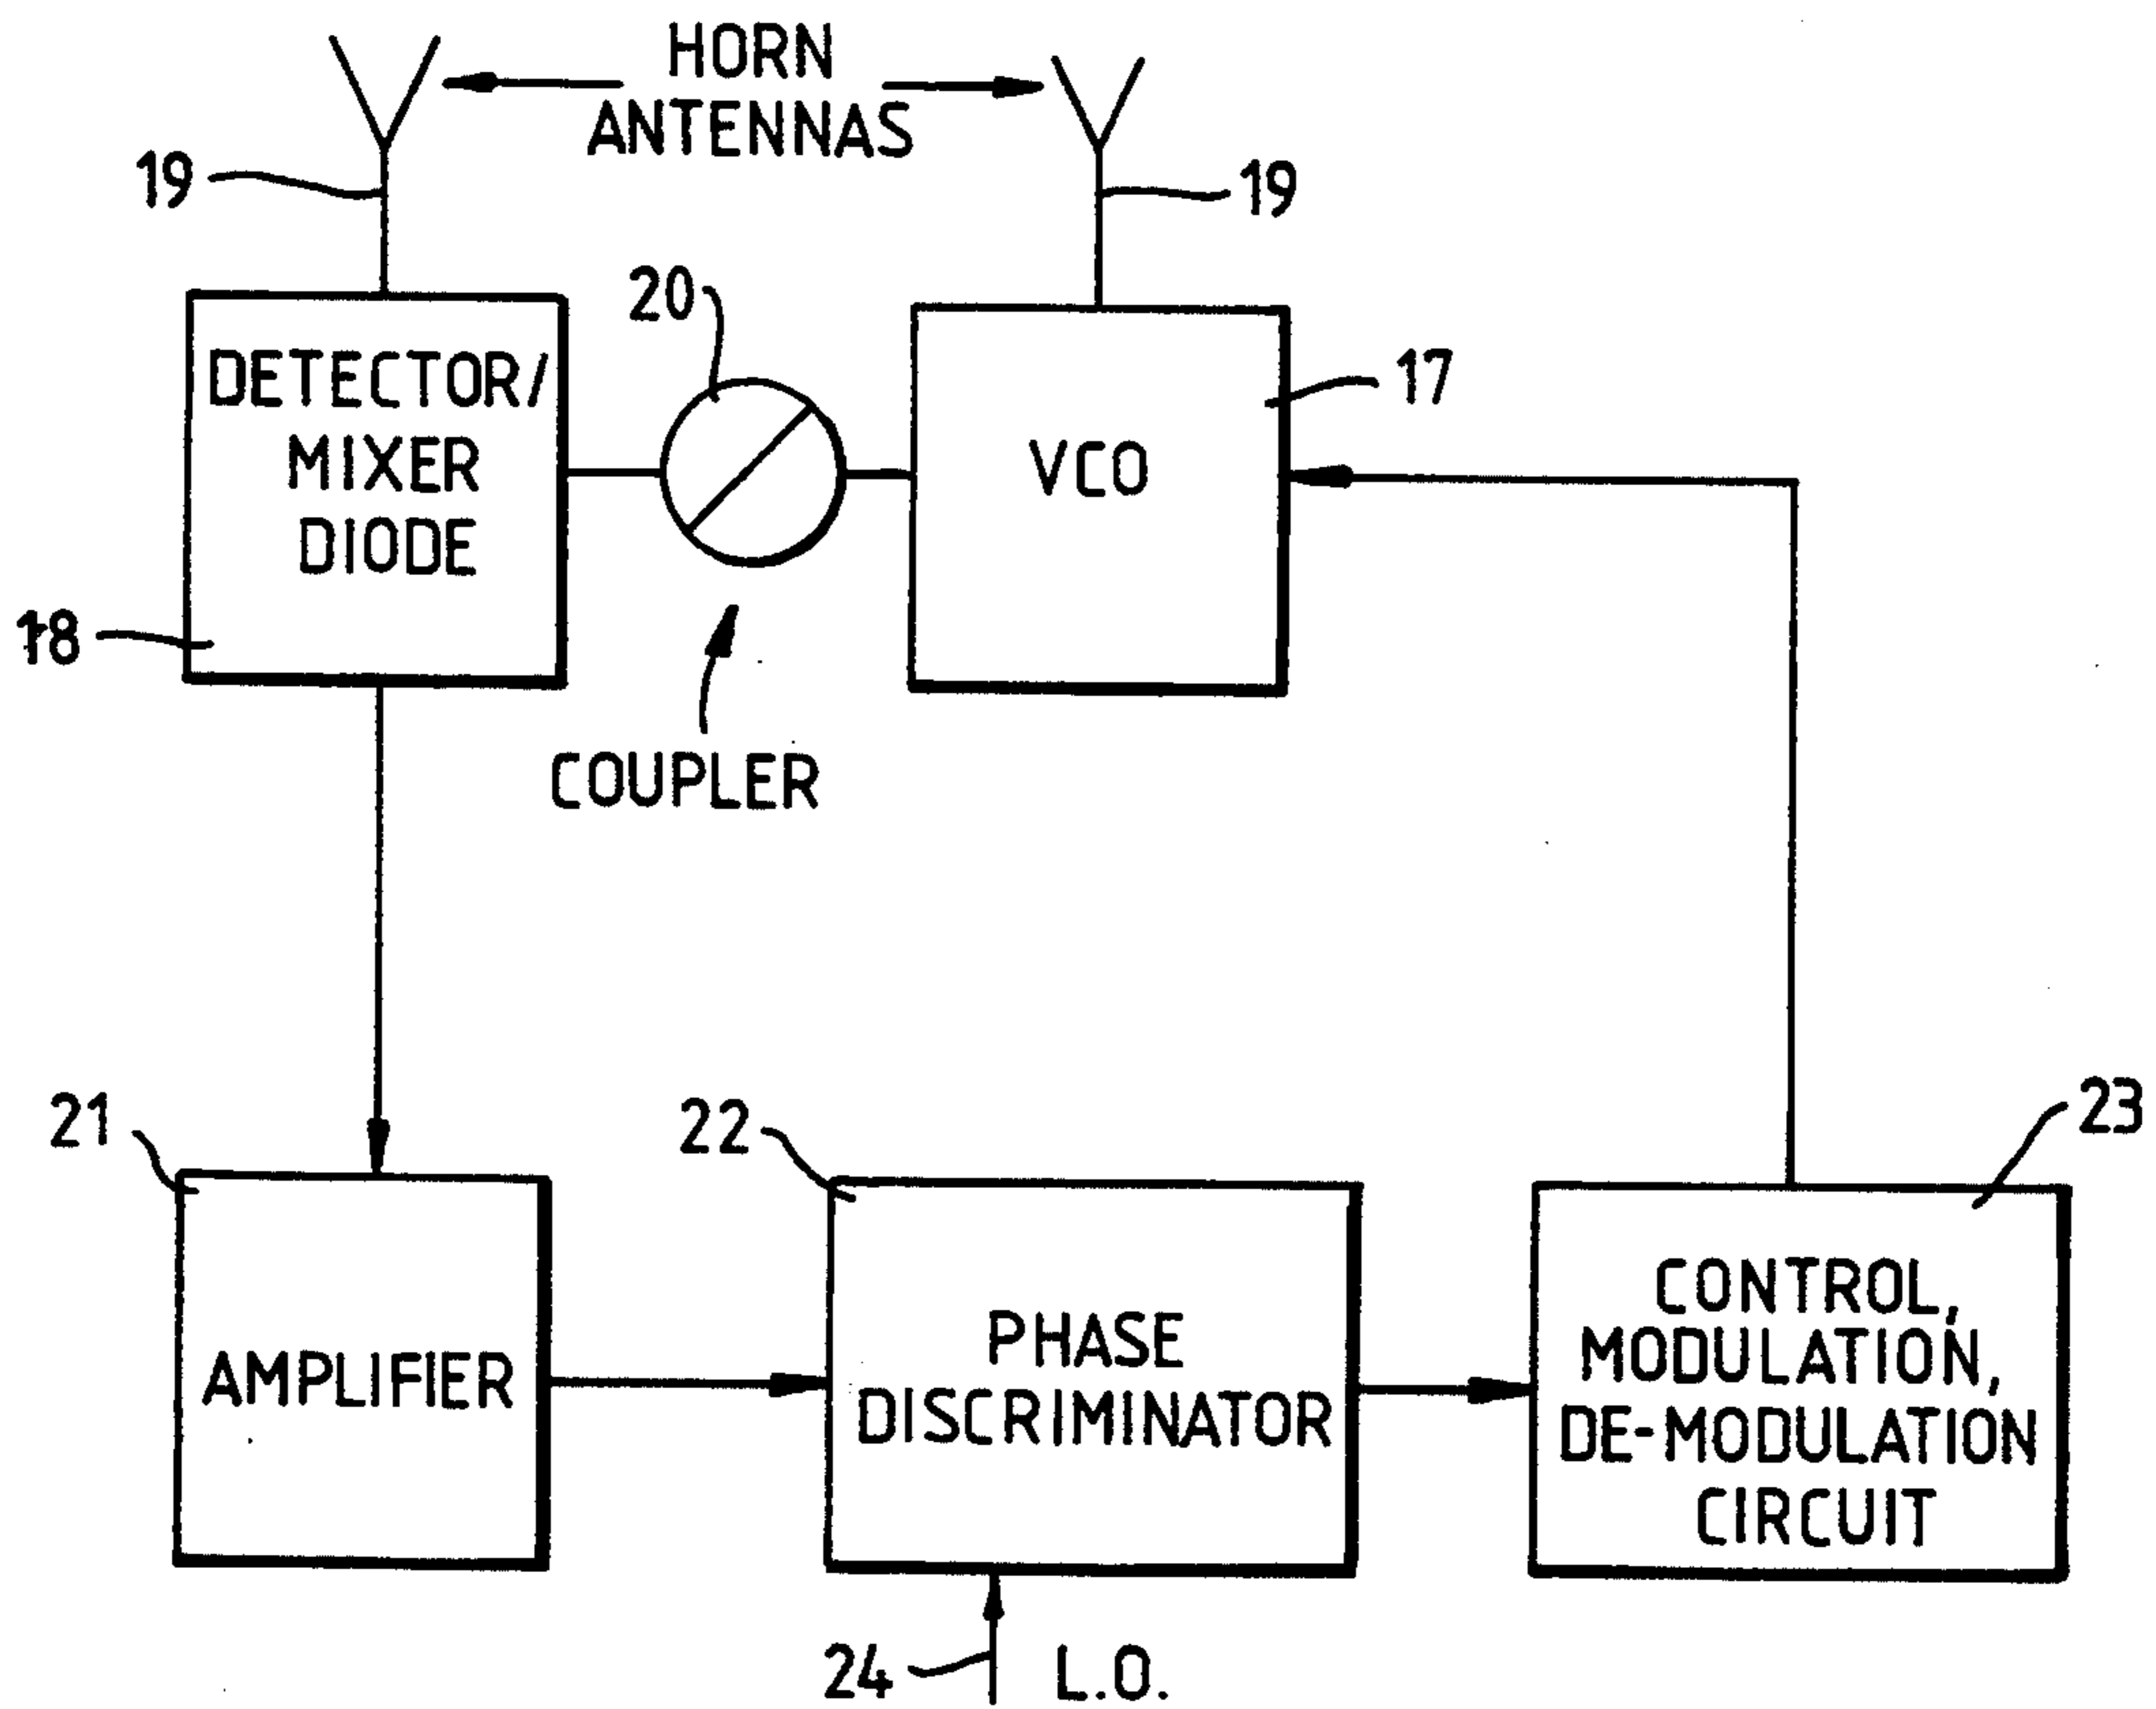 HORN
ANTENNAS
19
19
20
DETECTOR/
MIXER
DIODE
VCO
17
18
COUPLER
21
22
23
AMPLIFIER
PHASE
DISCRIMINATOR
CONTROL,
MODULATION,
DE-MODULATION
CIRCUIT
24
L.O.